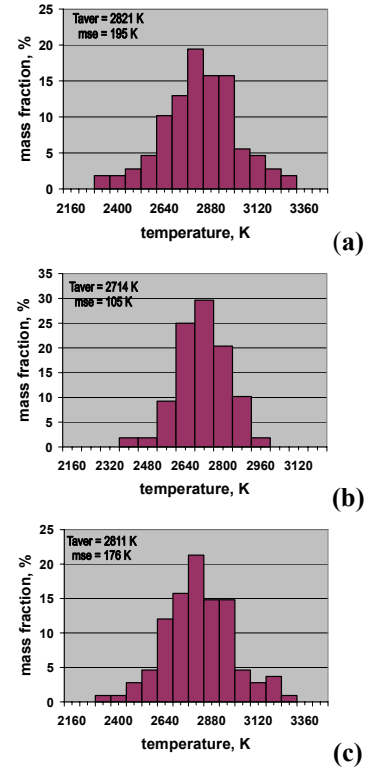 Taver = 2821 K
mse = 195 K
25
20
15
10
5
0
mass fraction, %
2160 2400 2640 2880 3120 3360
temperature, K
(a)
Taver = 2714 K
mse = 105 K
35
30
25
20
15
10
5
0
mass fraction, %
2160 2320 2480 2640 2800 2960 3120
temperature, K
(b)
Taver = 2811 K
mse = 176 K
25
20
15
10
5
0
mass fraction, %
2160 2400 2640 2880 3120 3360
temperature, K
(c)